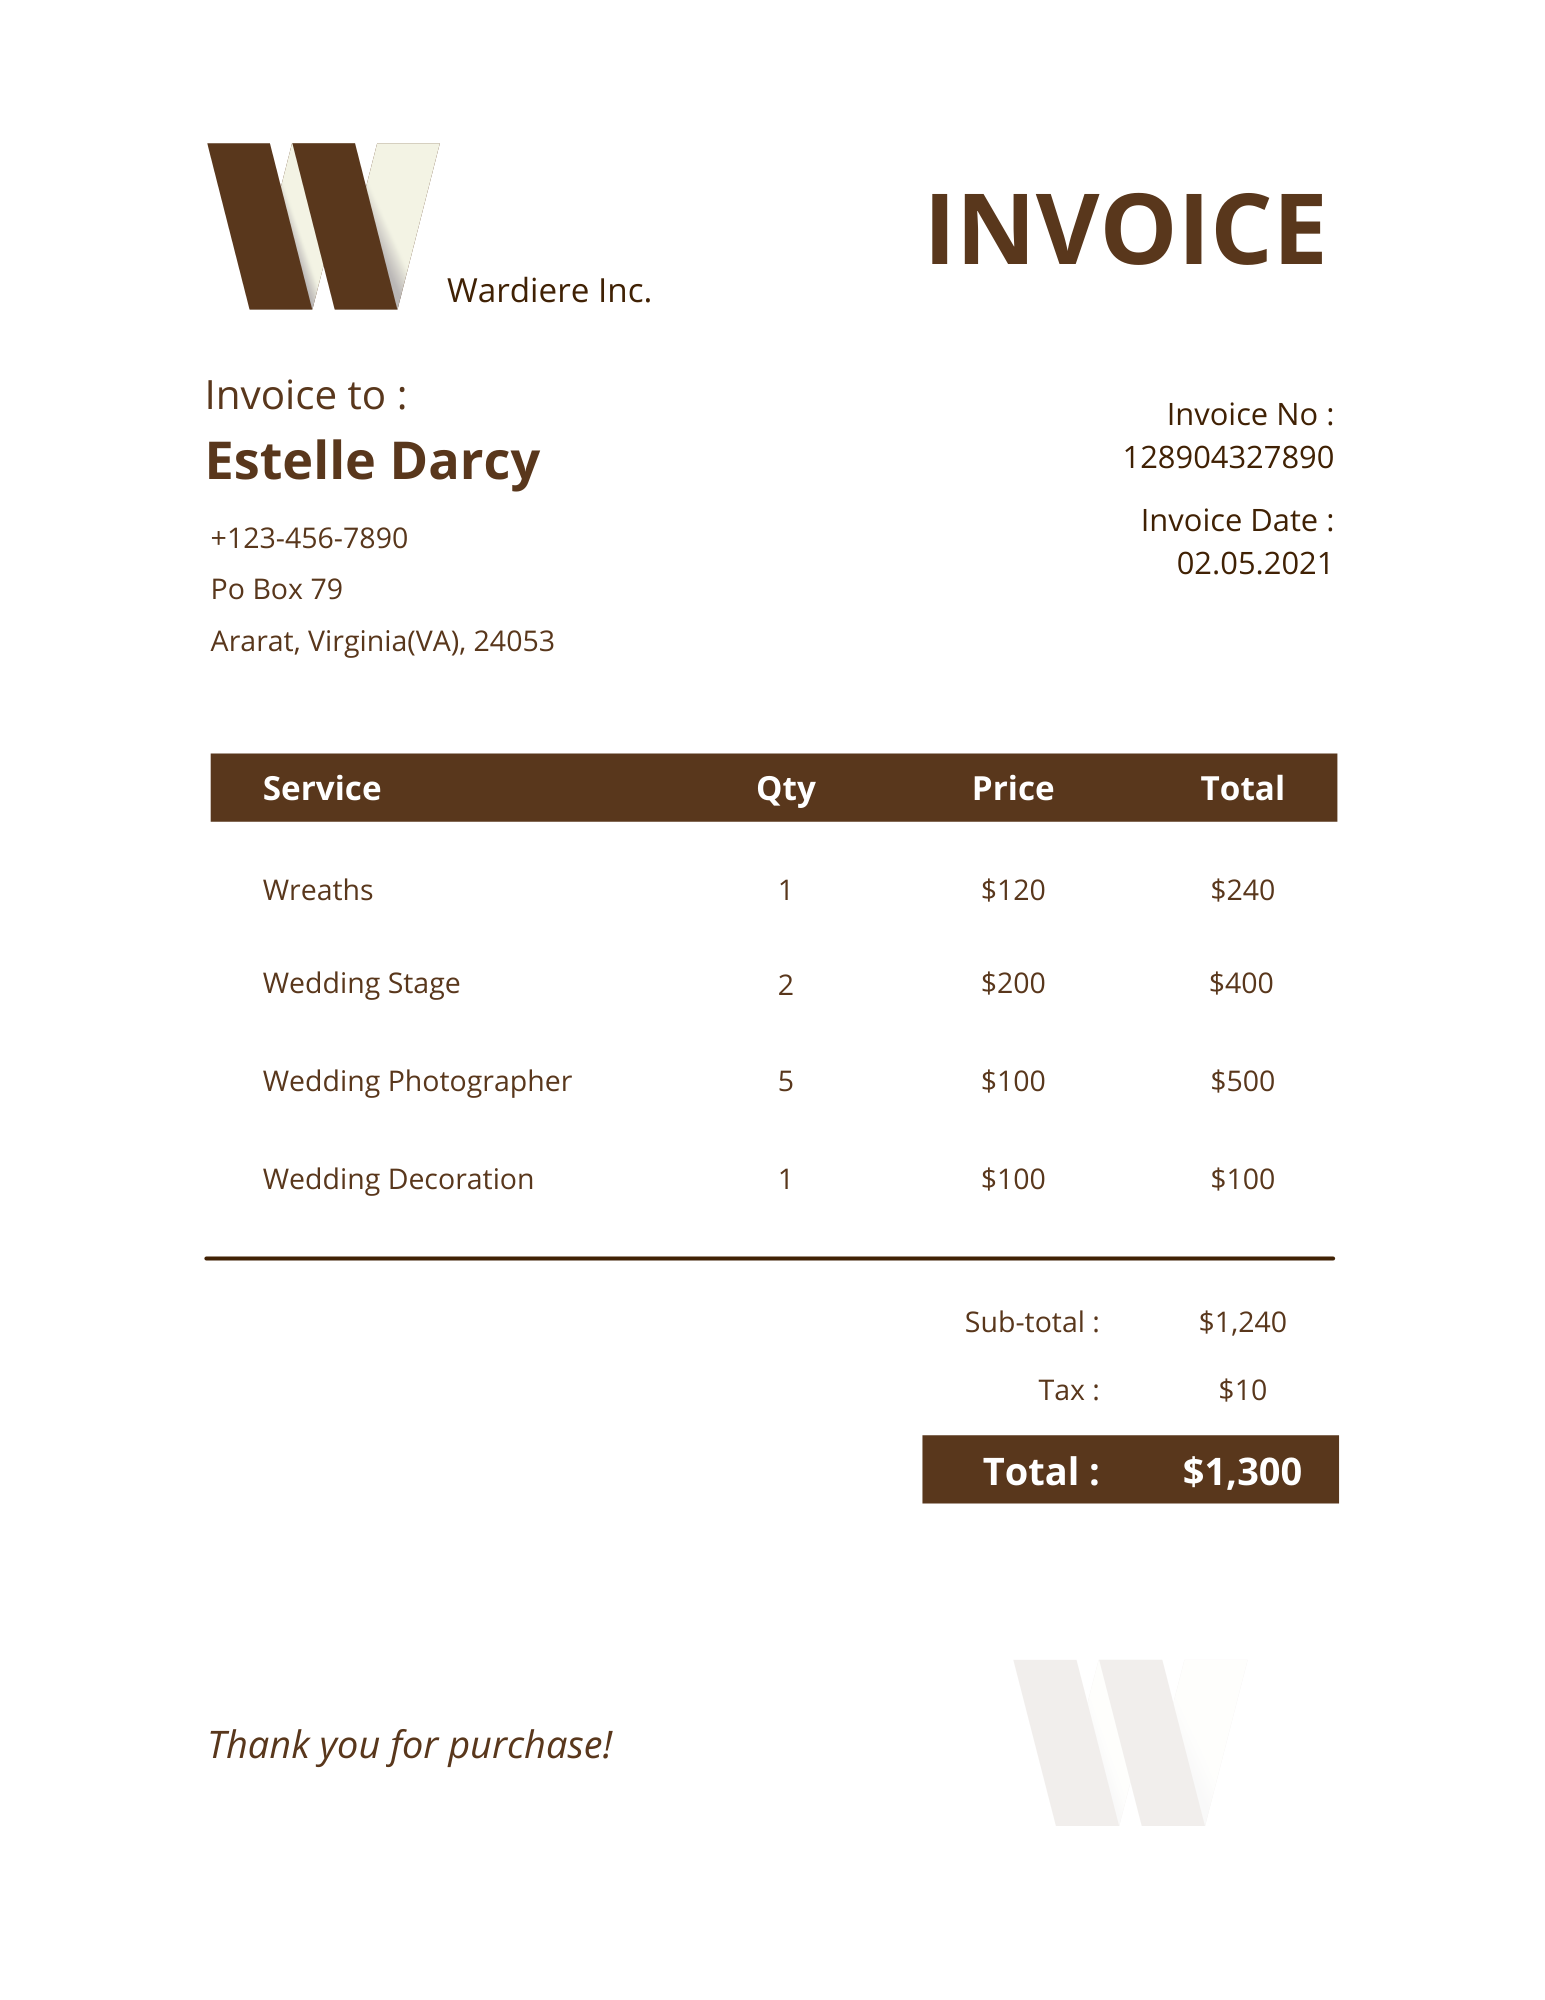 Wardiere Inc.
INVOICE
Invoice to :
Estelle Darcy
+123-456-7890
Po Box 79
Ararat, Virginia(VA), 24053
Invoice No :
128904327890
Invoice Date :
02.05.2021
Service Qty Price Total
Wreaths 1 $120 $240
Wedding Stage 2 $200 $400
Wedding Photographer 5 $100 $500
Wedding Decoration 1 $100 $100
Sub-total : $1,240
Tax : $10
Total : $1,300
Thank you for purchase!